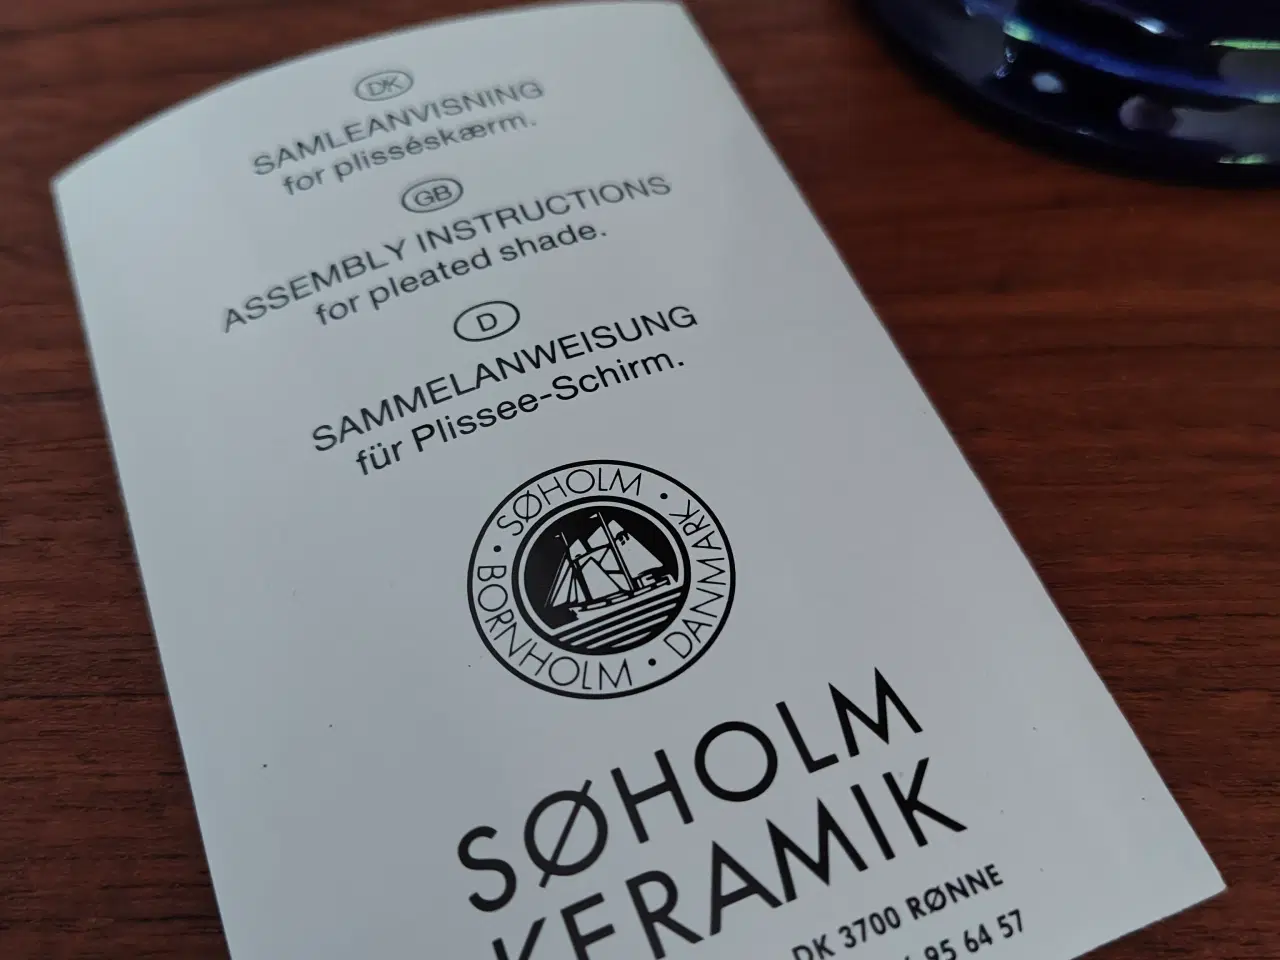 DK
SAMLEANVISNING
for plisséskærm.
GB
ASSEMBLY INSTRUCTIONS
for pleated shade.
D
SAMMELANWEISUNG
für Plissee-Schirm.
• SØHOLM • DANMARK • BORNHOLM
SØHOLM
KERAMIK
DK 3700 RØNNE
95 64 57